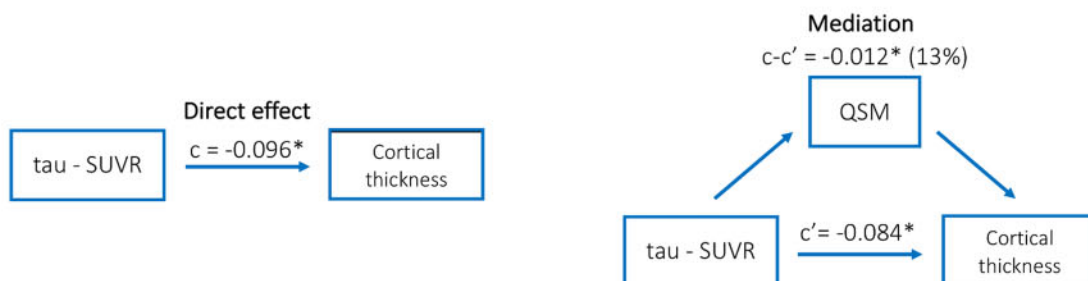 Direct effect
c = -0.096*
tau - SUVR
Cortical
thickness
Mediation
c-c′ = -0.012* (13%)
QSM
c′= -0.084*
tau - SUVR
Cortical
thickness